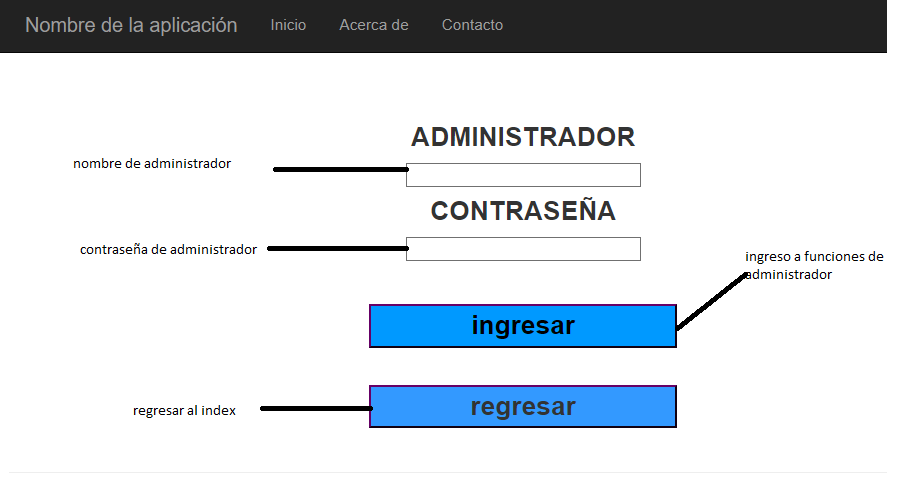 Nombre de la aplicación Inicio Acerca de Contacto
ADMINISTRADOR
nombre de administrador
CONTRASEÑA
contraseña de administrador
ingreso a funciones de
administrador
ingresar
regresar
regresar al index